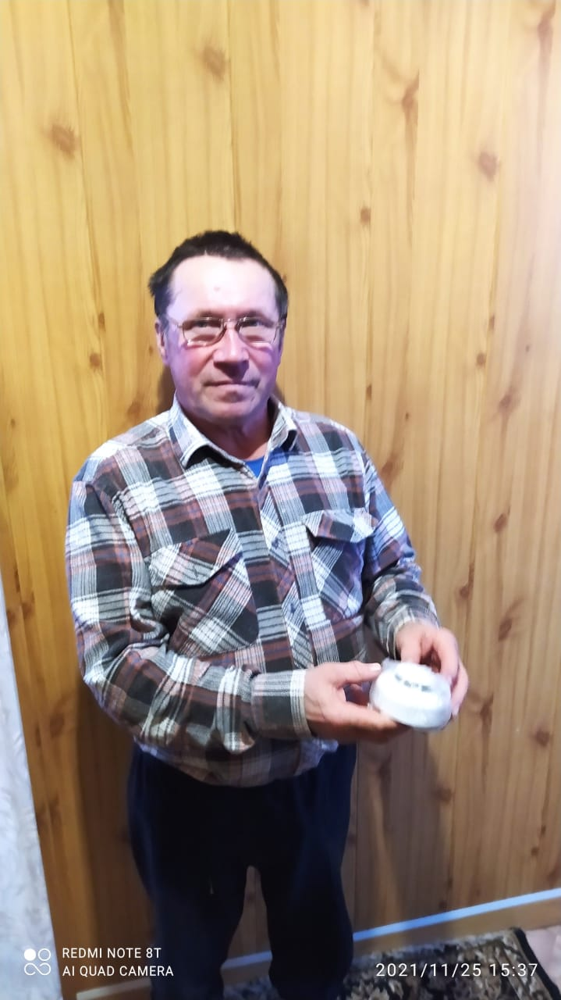 REDMI NOTE 8T
AI QUAD CAMERA
2021/11/25 15:37